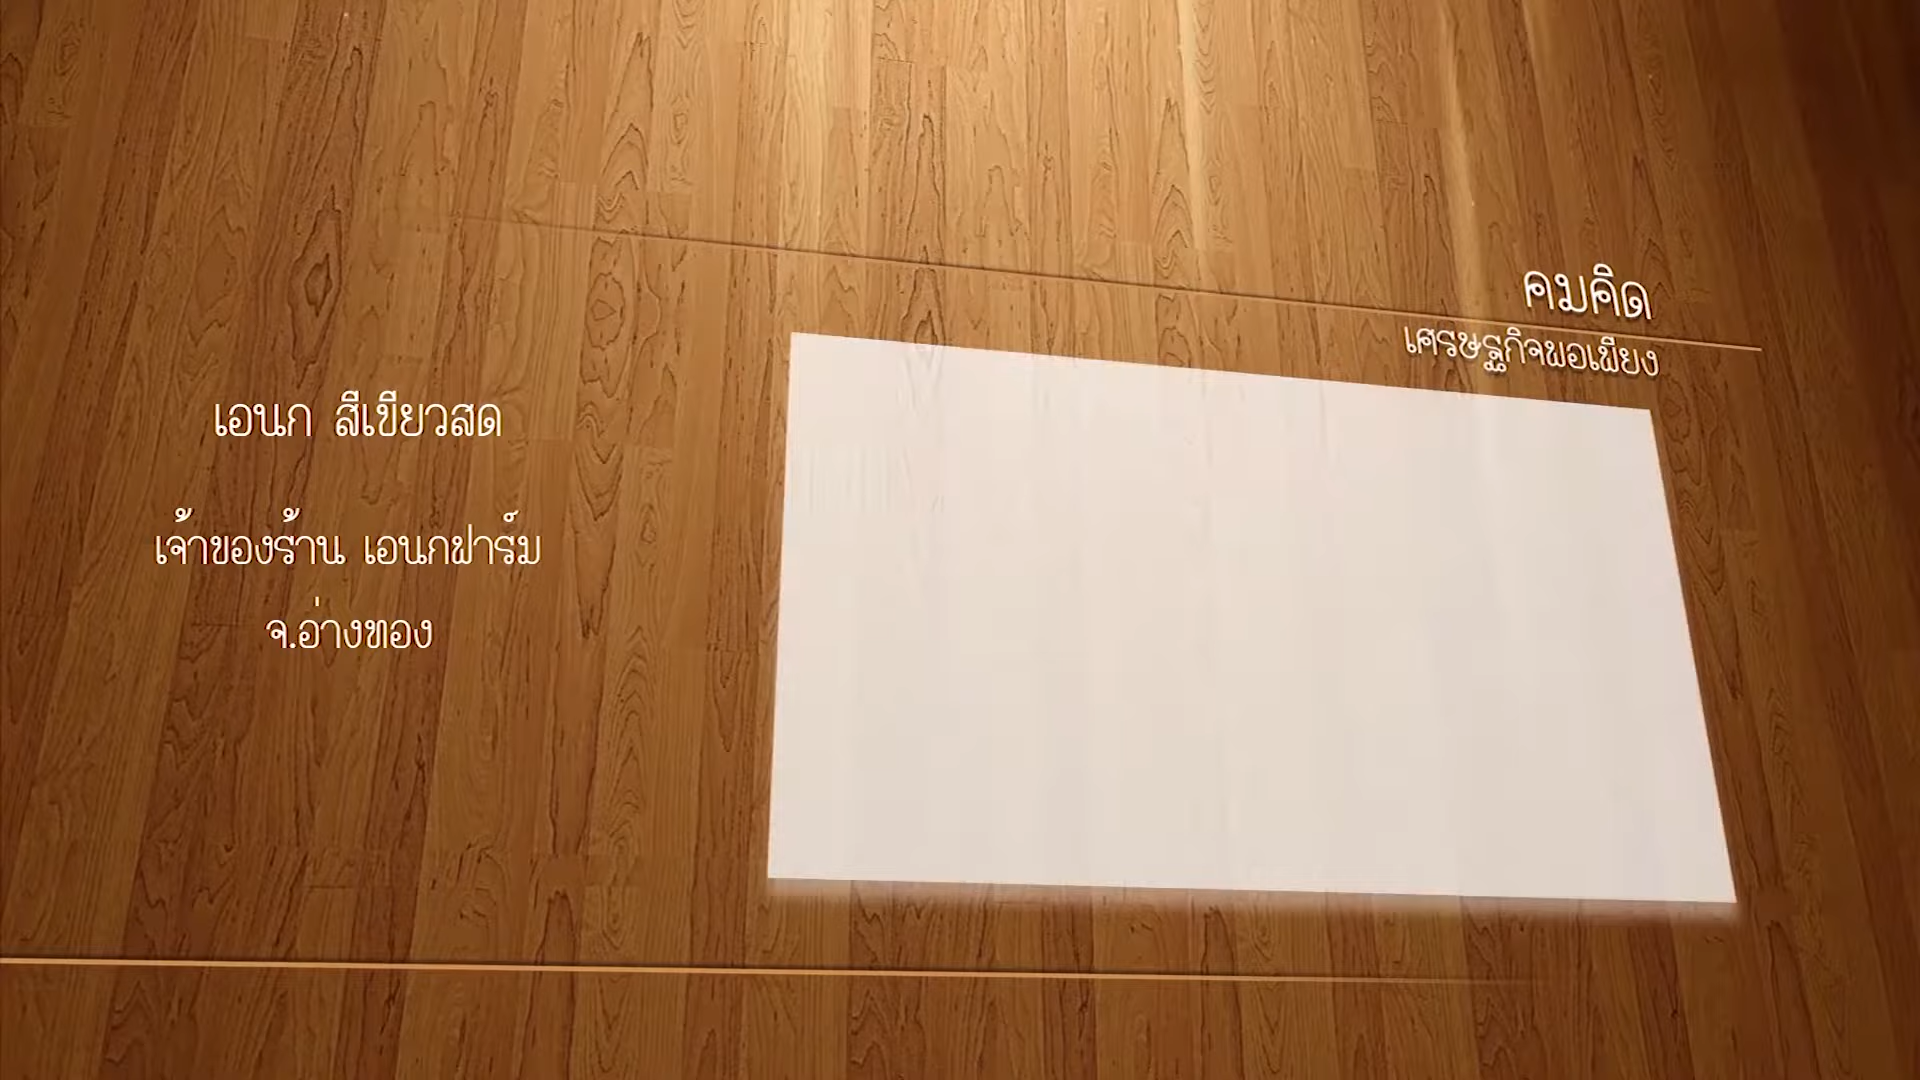 คมคิด
เศรษฐกิจพอเพียง
เอนก สีเขียวสด
เจ้าของร้าน เอนกฟาร์ม
จ.อ่างทอง